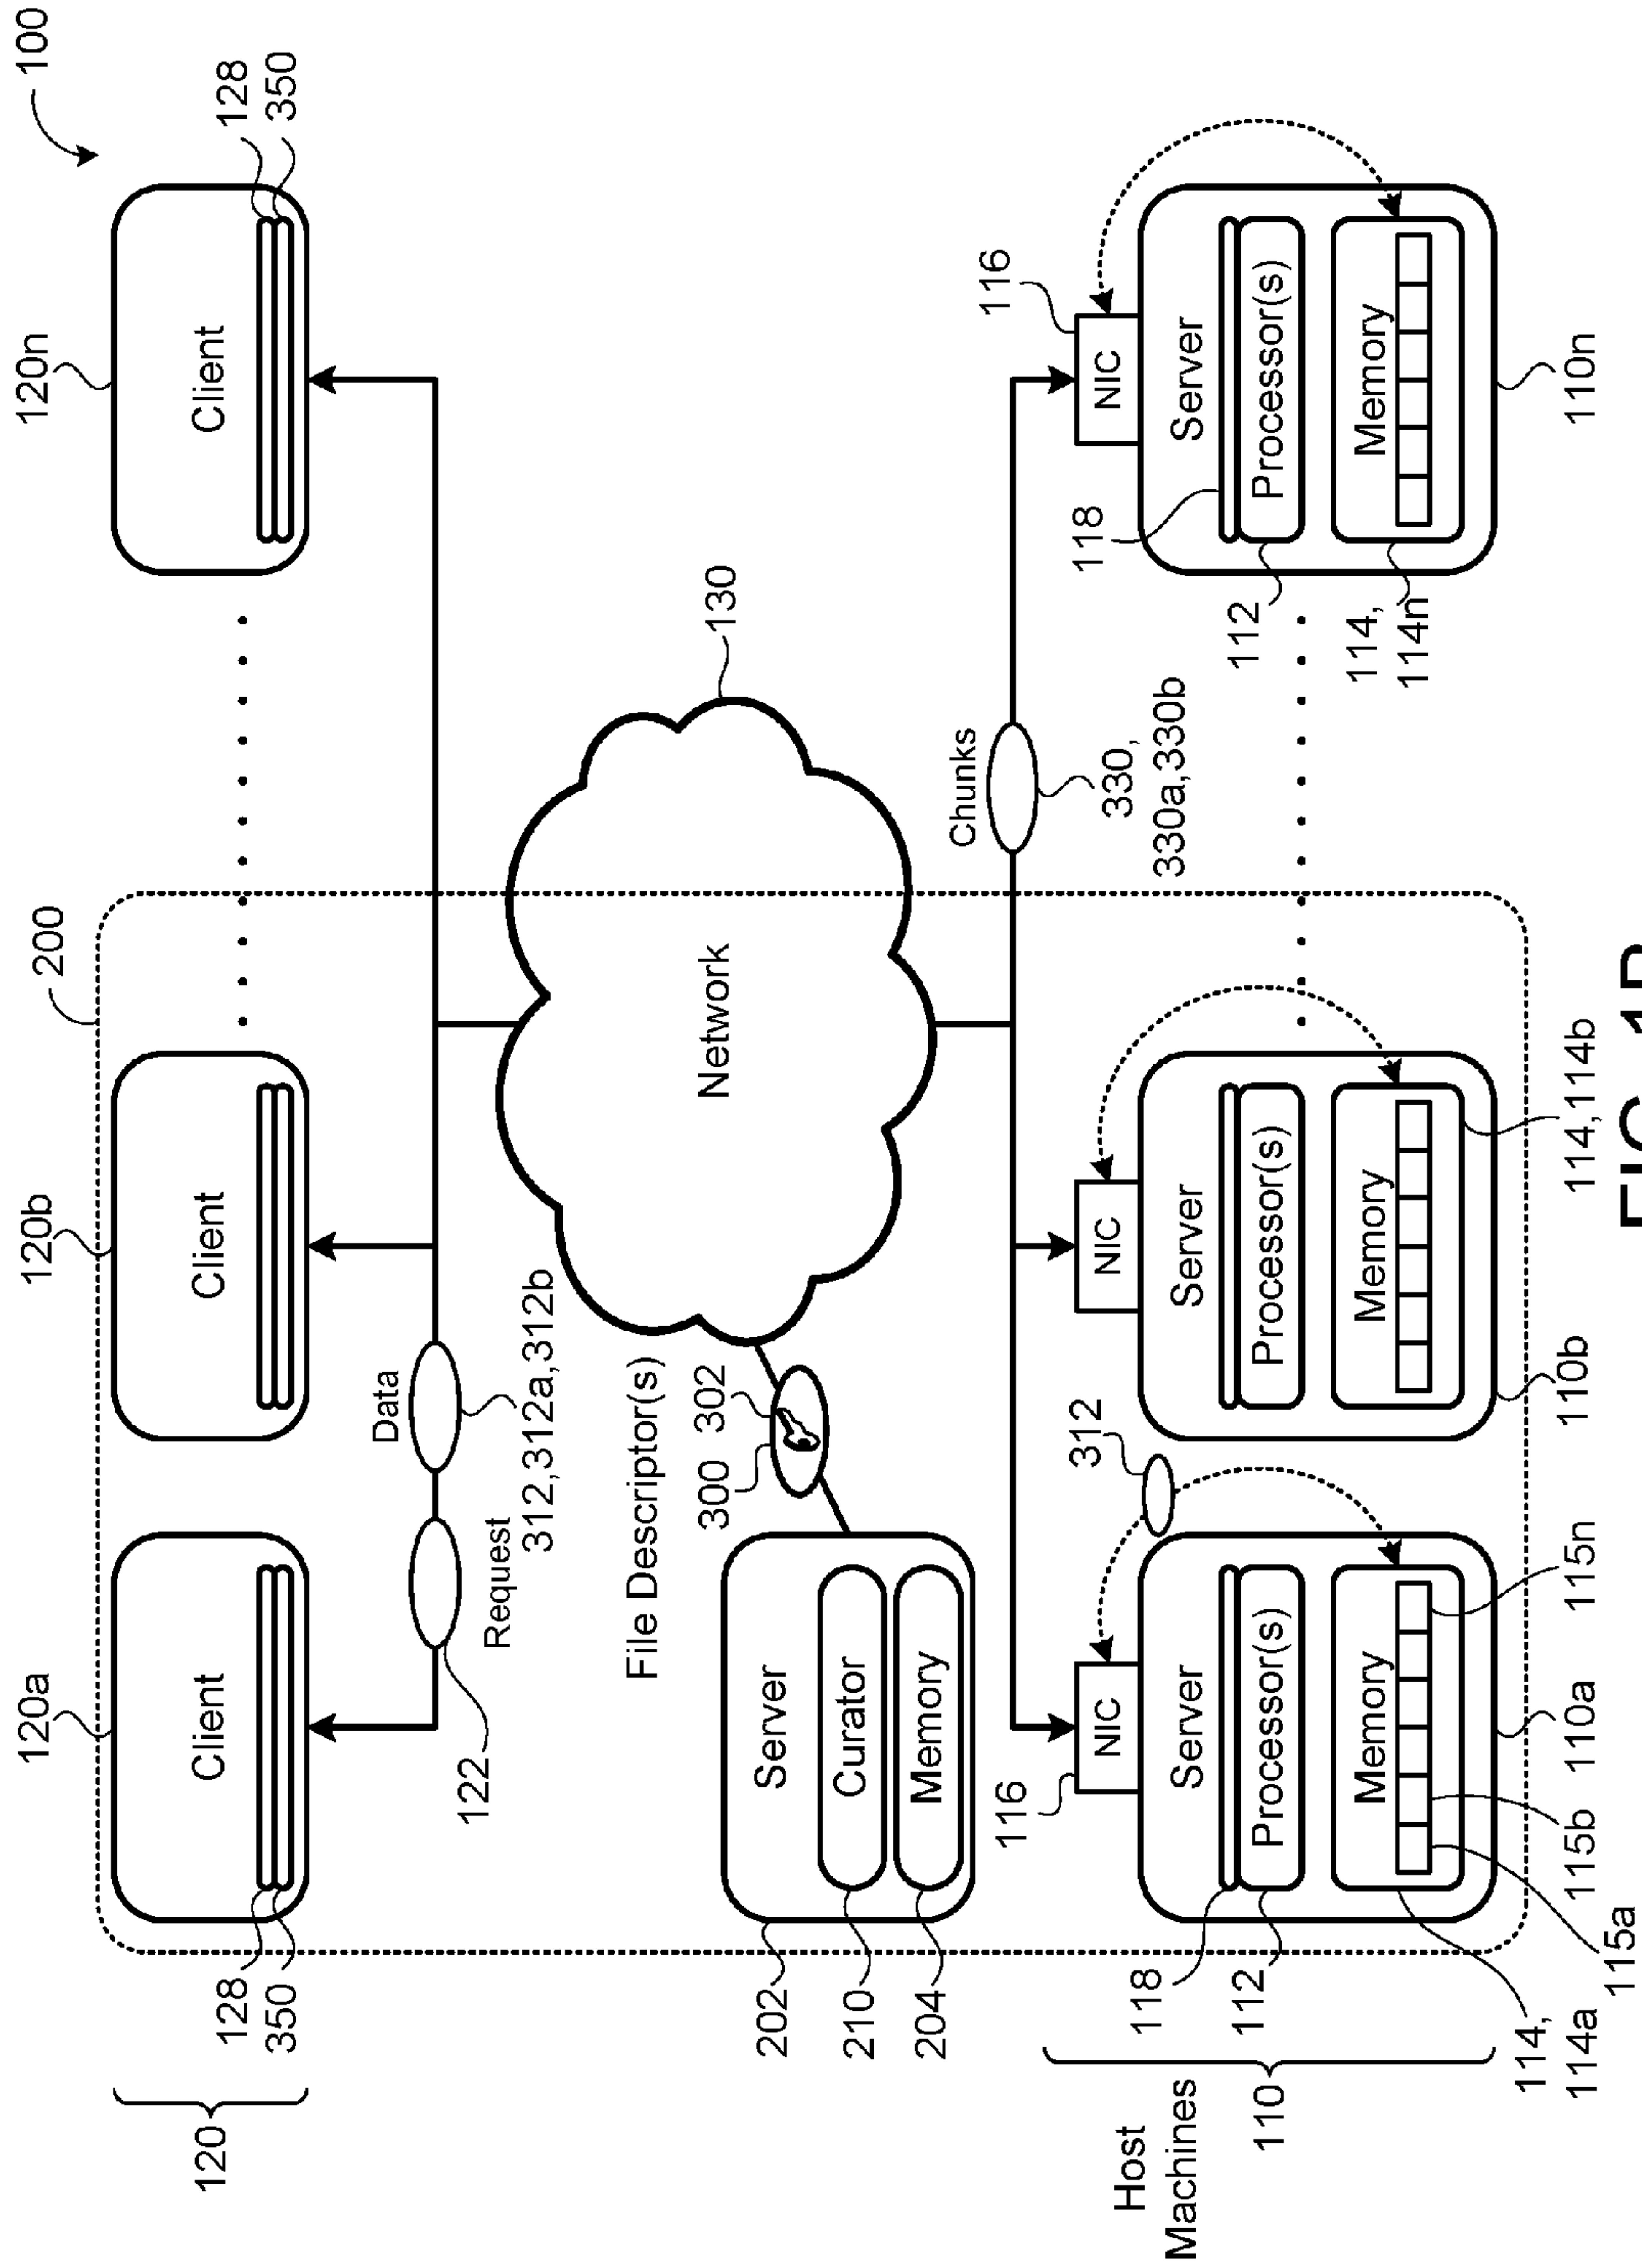 100
120a
120b
120n
Client
Client
Client
128
350
128
350
120
200
Data
312,312a,312b
Request
122
Network
130
File Descriptor(s)
300
302
Server
Curator
Memory
202
210
204
Chunks
330,
330a,330b
116
NIC
NIC
NIC
116
312
Server
Processor(s)
Memory
Server
Processor(s)
Memory
Server
Processor(s)
Memory
118
112
118
112
114,
114n
Host
Machines
110
114,
114a
115a
115b
110a
115n
110b
114,114b
110n